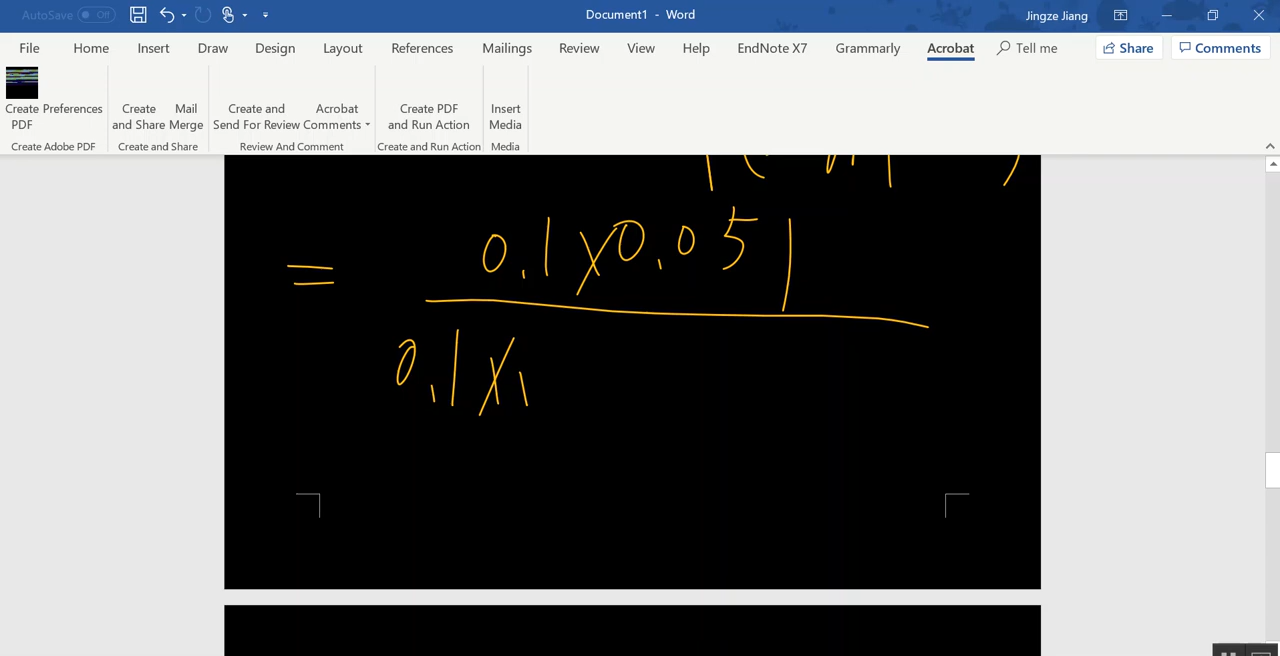 AutoSave Off Document1 - Word Jingze Jiang
File Home Insert Draw Design Layout References Mailings Review View Help EndNote X7 Grammarly Acrobat Tell me Share Comments
Create PDF Preferences Create and Share Mail Merge Create and Send For Review Acrobat Comments Create PDF and Run Action Insert Media
Create Adobe PDF Create and Share Review And Comment Create and Run Action Media
= 0.1 x 0.051
0.1 x